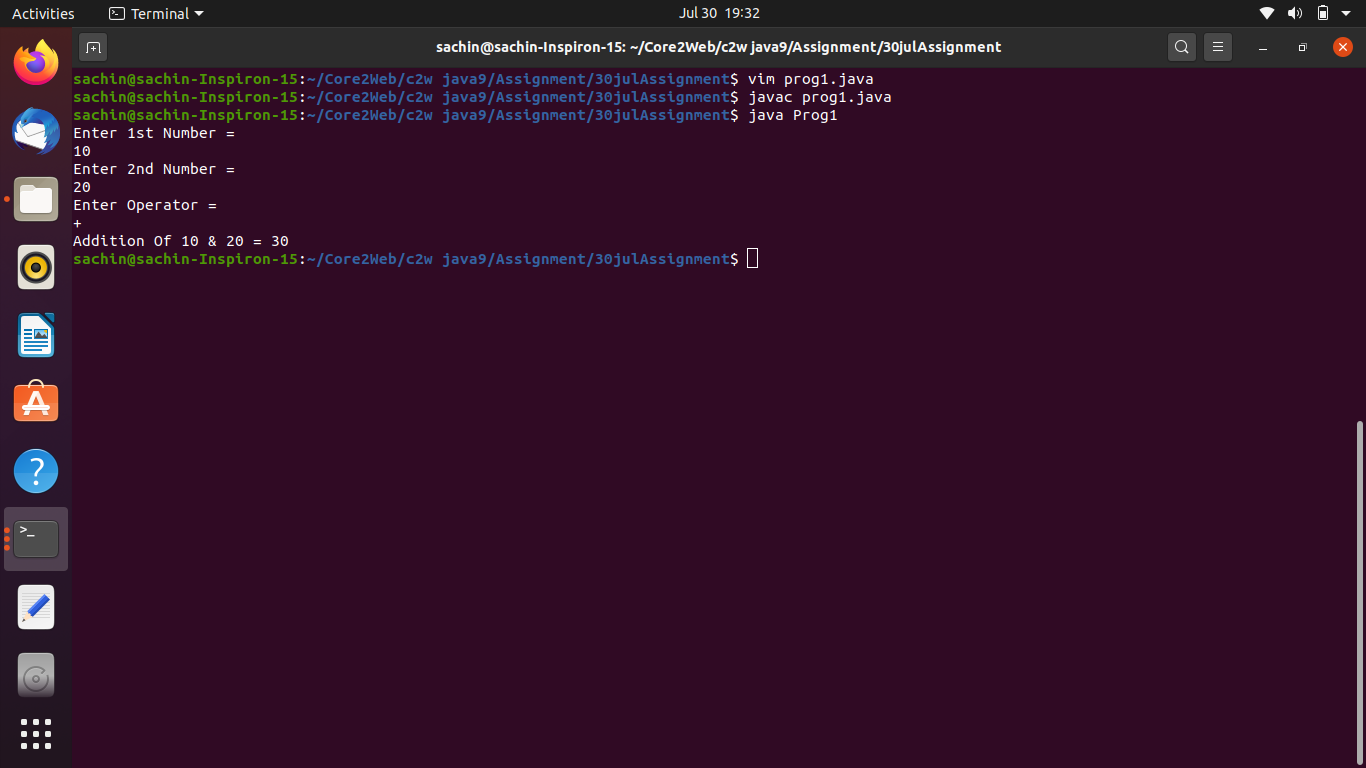 Activities
Terminal
Jul 30 19:32
sachin@sachin-Inspiron-15: ~/Core2Web/c2w java9/Assignment/30julAssignment
sachin@sachin-Inspiron-15:~/Core2Web/c2w java9/Assignment/30julAssignment$ vim prog1.java
sachin@sachin-Inspiron-15:~/Core2Web/c2w java9/Assignment/30julAssignment$ javac prog1.java
sachin@sachin-Inspiron-15:~/Core2Web/c2w java9/Assignment/30julAssignment$ java Prog1
Enter 1st Number =
10
Enter 2nd Number =
20
Enter Operator =
+
Addition Of 10 & 20 = 30
sachin@sachin-Inspiron-15:~/Core2Web/c2w java9/Assignment/30julAssignment$